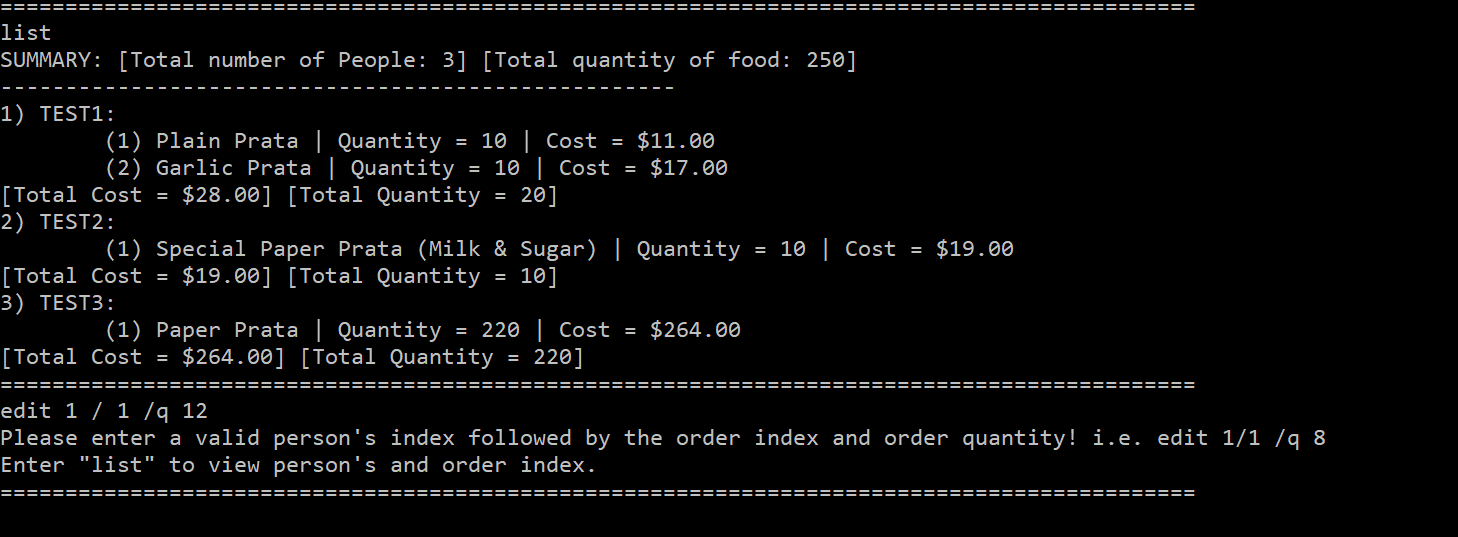 ============================================================================================
list
SUMMARY: [Total number of People: 3] [Total quantity of food: 250]
----------------------------------------------------
1) TEST1:
        (1) Plain Prata | Quantity = 10 | Cost = $11.00
        (2) Garlic Prata | Quantity = 10 | Cost = $17.00
[Total Cost = $28.00] [Total Quantity = 20]
2) TEST2:
        (1) Special Paper Prata (Milk & Sugar) | Quantity = 10 | Cost = $19.00
[Total Cost = $19.00] [Total Quantity = 10]
3) TEST3:
        (1) Paper Prata | Quantity = 220 | Cost = $264.00
[Total Cost = $264.00] [Total Quantity = 220]
============================================================================================
edit 1 / 1 /q 12
Please enter a valid person's index followed by the order index and order quantity! i.e. edit 1/1 /q 8
Enter "list" to view person's and order index.
============================================================================================